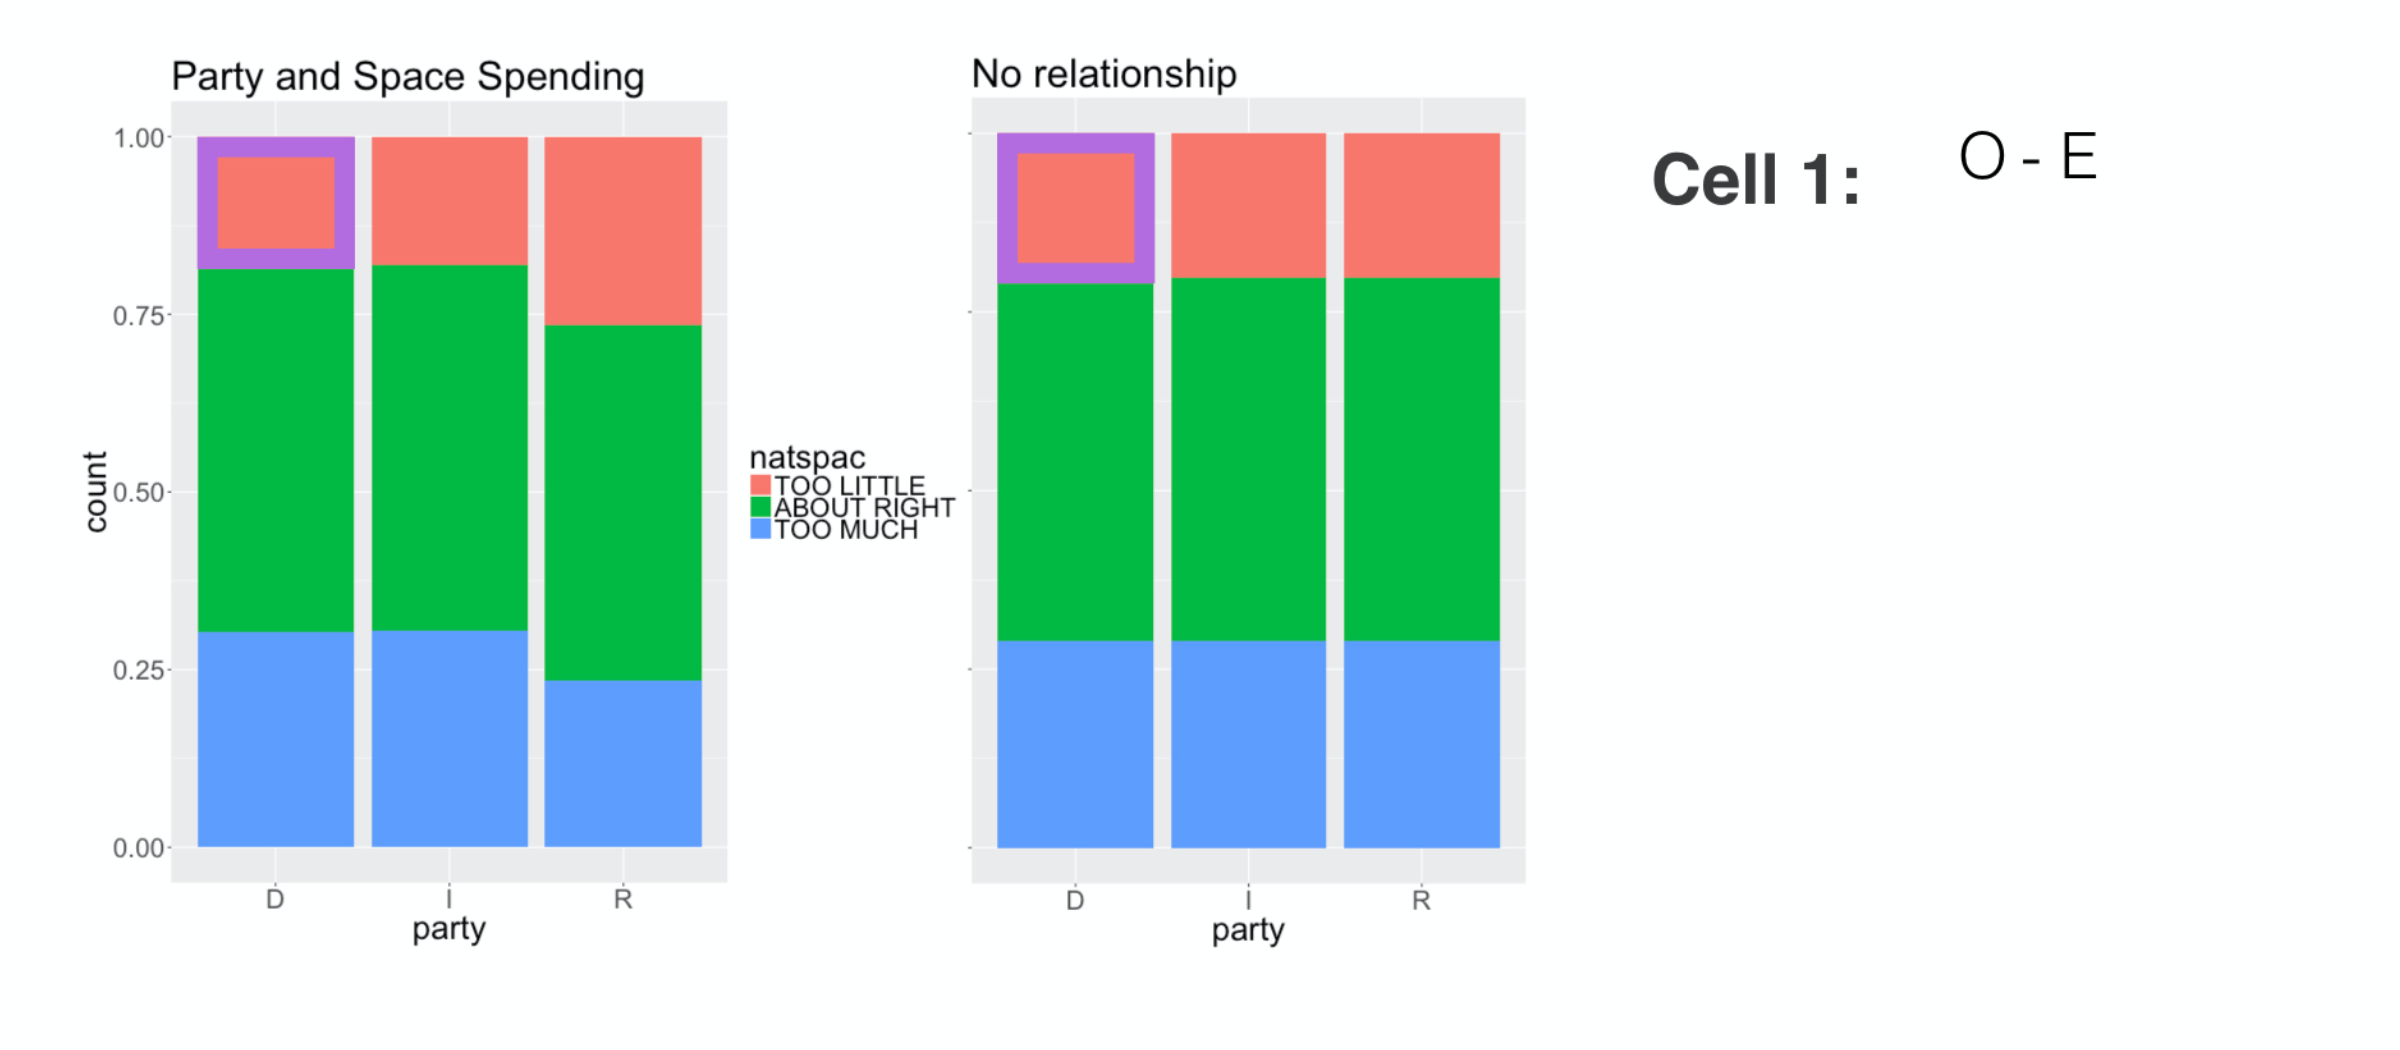 Party and Space Spending
1.00
0.75
0.50
0.25
0.00
count
D I R
party
natspac
TOO LITTLE
ABOUT RIGHT
TOO MUCH
No relationship
D I R
party
Cell 1:
O - E